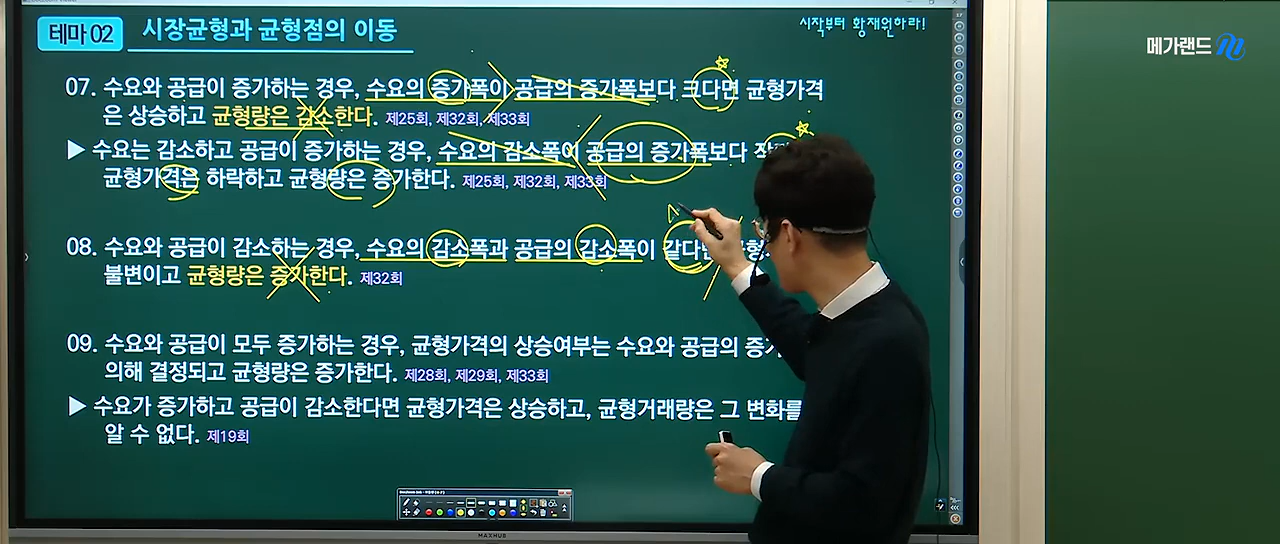 테마 02 시장균형과 균형점의 이동
시작부터 황재원하라!
메가랜드
07. 수요와 공급이 증가하는 경우, 수요의 증가폭이 공급의 증가폭보다 크다면 균형가격
은 상승하고 균형량은 감소한다. 제25회, 제32회, 제33회
▶ 수요는 감소하고 공급이 증가하는 경우, 수요의 감소폭이 공급의 증가폭보다
균형가격은 하락하고 균형량은 증가한다. 제25회, 제32회, 제33회
08. 수요와 공급이 감소하는 경우, 수요의 감소폭과 공급의 감소폭이 같다면
불변이고 균형량은 증가한다. 제32회
09. 수요와 공급이 모두 증가하는 경우, 균형가격의 상승여부는 수요와 공급의
의해 결정되고 균형량은 증가한다. 제28회, 제29회, 제33회
▶ 수요가 증가하고 공급이 감소한다면 균형가격은 상승하고, 균형거래량은 그 변화를
알 수 없다. 제19회
MAXHUB